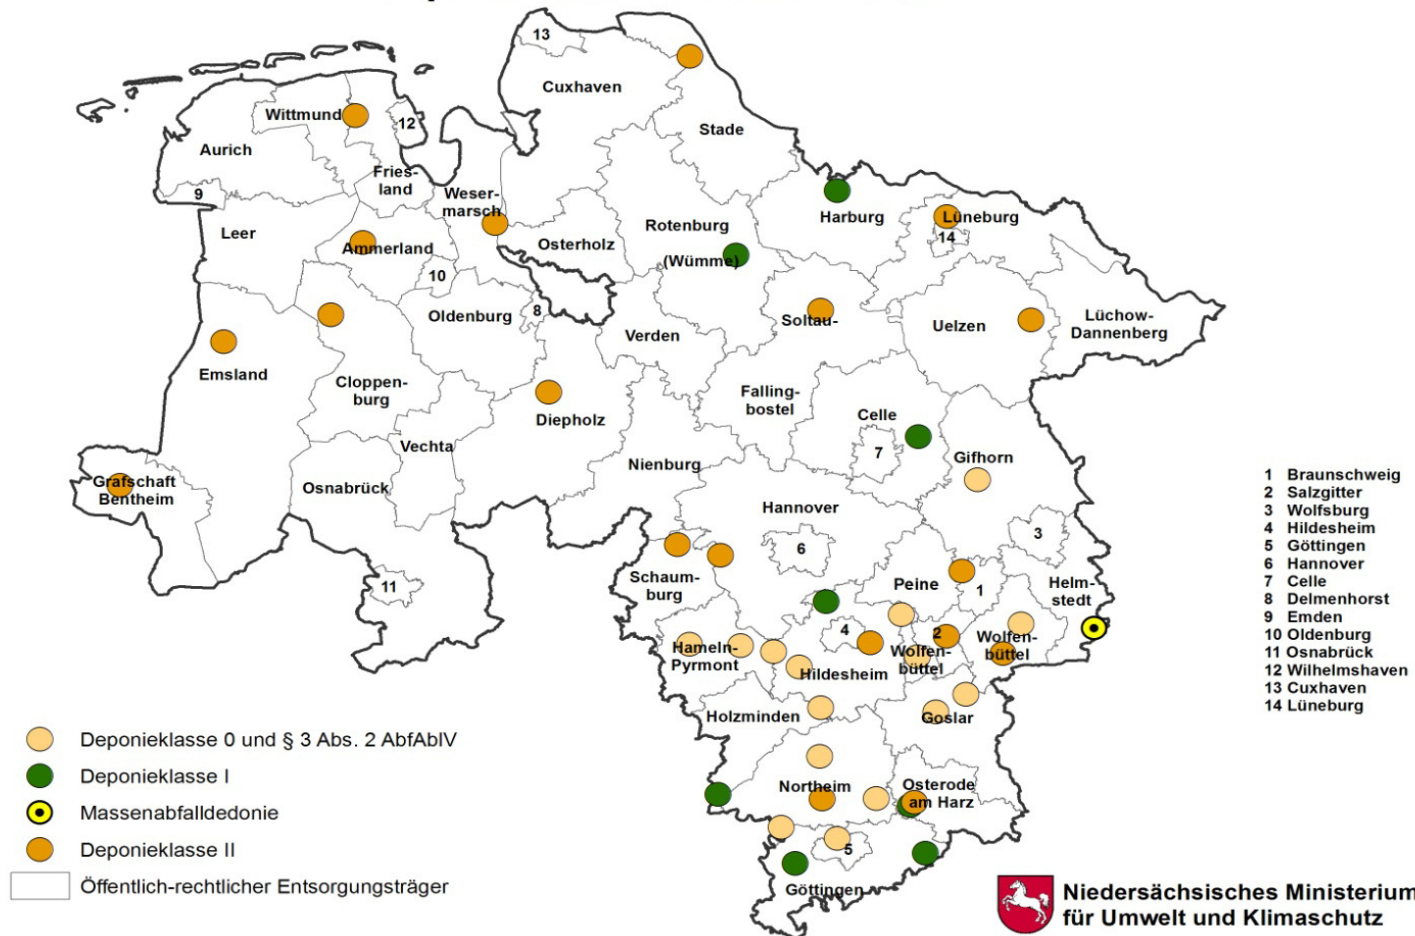 13
Cuxhaven
Wittmund
12
Stade
Aurich
Fries-
land
9
Weser-
marsch
Harburg
Lüneburg
14
Leer
Ammerland
Osterholz
Rotenburg
(Wümme)
10
8
Oldenburg
Verden
Soltau-
Uelzen
Lüchow-
Dannenberg
Emsland
Cloppen-
burg
Diepholz
Falling-
bostel
Celle
7
Vechta
Nienburg
Gifhorn
Grafschaft
Bentheim
Osnabrück
Hannover
6
3
11
Schaum-
burg
Peine
1
Helm-
stedt
4
2
Hameln-
Pyrmont
Hildesheim
Wolfen-
büttel
Wolfen-
büttel
Holzminden
Goslar
Northeim
Osterode
am Harz
5
Göttingen
1 Braunschweig
2 Salzgitter
3 Wolfsburg
4 Hildesheim
5 Göttingen
6 Hannover
7 Celle
8 Delmenhorst
9 Emden
10 Oldenburg
11 Osnabrück
12 Wilhelmshaven
13 Cuxhaven
14 Lüneburg
Deponieklasse 0 und § 3 Abs. 2 AbfAblV
Deponieklasse I
Massenabfalldedonie
Deponieklasse II
Öffentlich-rechtlicher Entsorgungsträger
Niedersächsisches Ministerium
für Umwelt und Klimaschutz